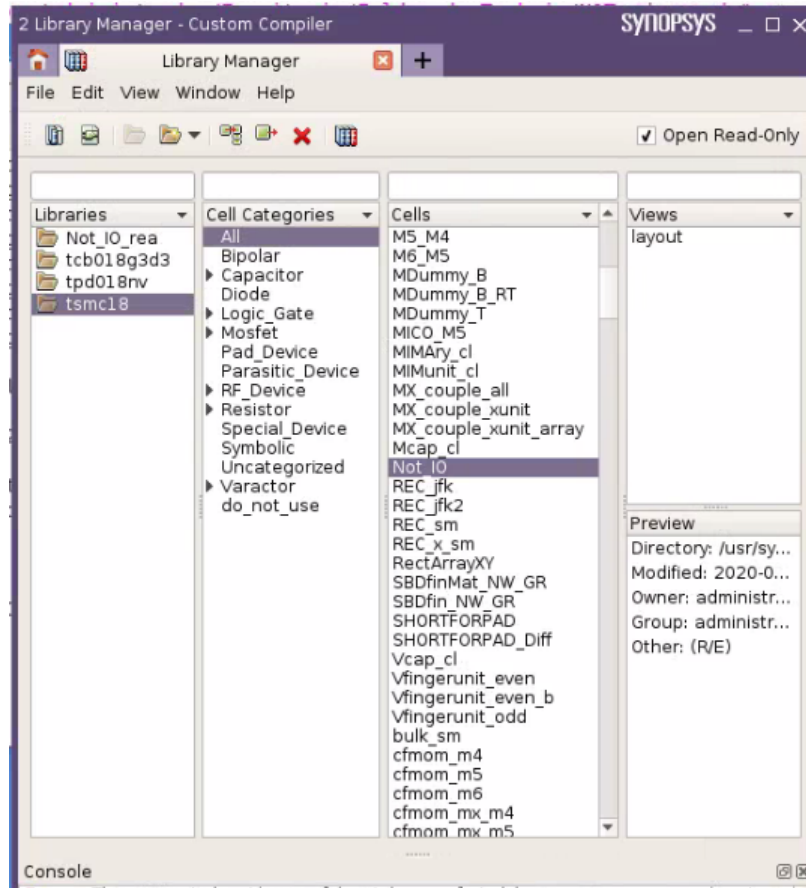 2 Library Manager - Custom Compiler
SYNOPSYS
Library Manager
File Edit View Window Help
Open Read-Only
Libraries
Not_IO_rea
tcb018g3d3
tpd018nv
tsmc18
Cell Categories
All
Bipolar
Capacitor
Diode
Logic_Gate
Mosfet
Pad_Device
Parasitic_Device
RF_Device
Resistor
Special_Device
Symbolic
Uncategorized
Varactor
do_not_use
Cells
M5_M4
M6_M5
MDummy_B
MDummy_B_RT
MDummy_T
MICO_M5
MIMAry_cl
MIMunit_cl
MX_couple_all
MX_couple_xunit
MX_couple_xunit_array
Mcap_cl
Not_IO
REC_jfk
REC_jfk2
REC_sm
REC_x_sm
RectArrayXY
SBDfinMat_NW_GR
SBDfin_NW_GR
SHORTFORPAD
SHORTFORPAD_Diff
Vcap_cl
Vfingerunit_even
Vfingerunit_even_b
Vfingerunit_odd
bulk_sm
cfmom_m4
cfmom_m5
cfmom_m6
cfmom_mx_m4
cfmom_mx_m5
Views
layout
Preview
Directory: /usr/sy...
Modified: 2020-0...
Owner: administr...
Group: administr...
Other: (R/E)
Console